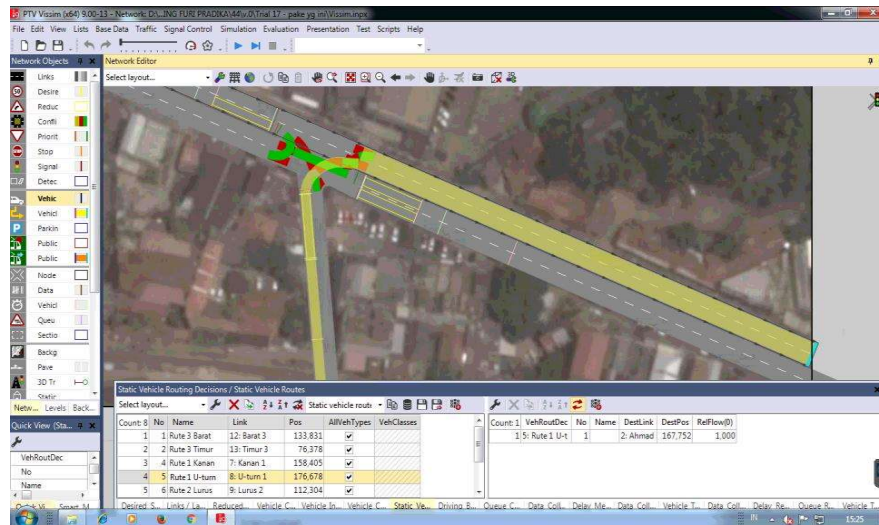 PTV Vissim (x64) 9.00-13 - Network: D:\...ING FURI PRADIKA\44\v.0\Trial 17 - pake yg ini\Vissim.inpx
File Edit View Lists Base Data Traffic Signal Control Simulation Evaluation Presentation Test Scripts Help
Network Objects
Network Editor
Select layout...
Links
Desire
Reduc
Confli
Priorit
Stop
Signal
Detec
Vehic
Vehicl
Parkin
Public
Public
Node
Data
Vehicl
Queu
Sectio
Backg
Pave
3D Tr
Static
Netw... Levels Back...
Quick View (Sta...
VehRoutDec
No
Name
Static Vehicle Routing Decisions / Static Vehicle Routes
Select layout... Static vehicle route
Count: 8 No Name Link Pos AllVehTypes VehClasses
1 1 Rute 3 Barat 12: Barat 3 133,831
2 2 Rute 3 Timur 13: Timur 3 76,378
3 4 Rute 1 Kanan 7: Kanan 1 158,405
4 5 Rute 1 U-turn 8: U-turn 1 176,678
5 6 Rute 2 Lurus 9: Lurus 2 112,304
Count: 1 VehRoutDec No Name DestLink DestPos RelFlow(0)
1 5: Rute 1 U-t 1 2: Ahmad 167,752 1,000
Desired S... Links / La... Reduced... Vehicle C... Vehicle In... Vehicle C... Static Ve... Driving B... Queue C... Data Coll... Delay Me... Data Coll... Vehicle T... Data Coll... Delay Re... Queue R... Vehicle T...
Quick Vi... Smart M...
15:25